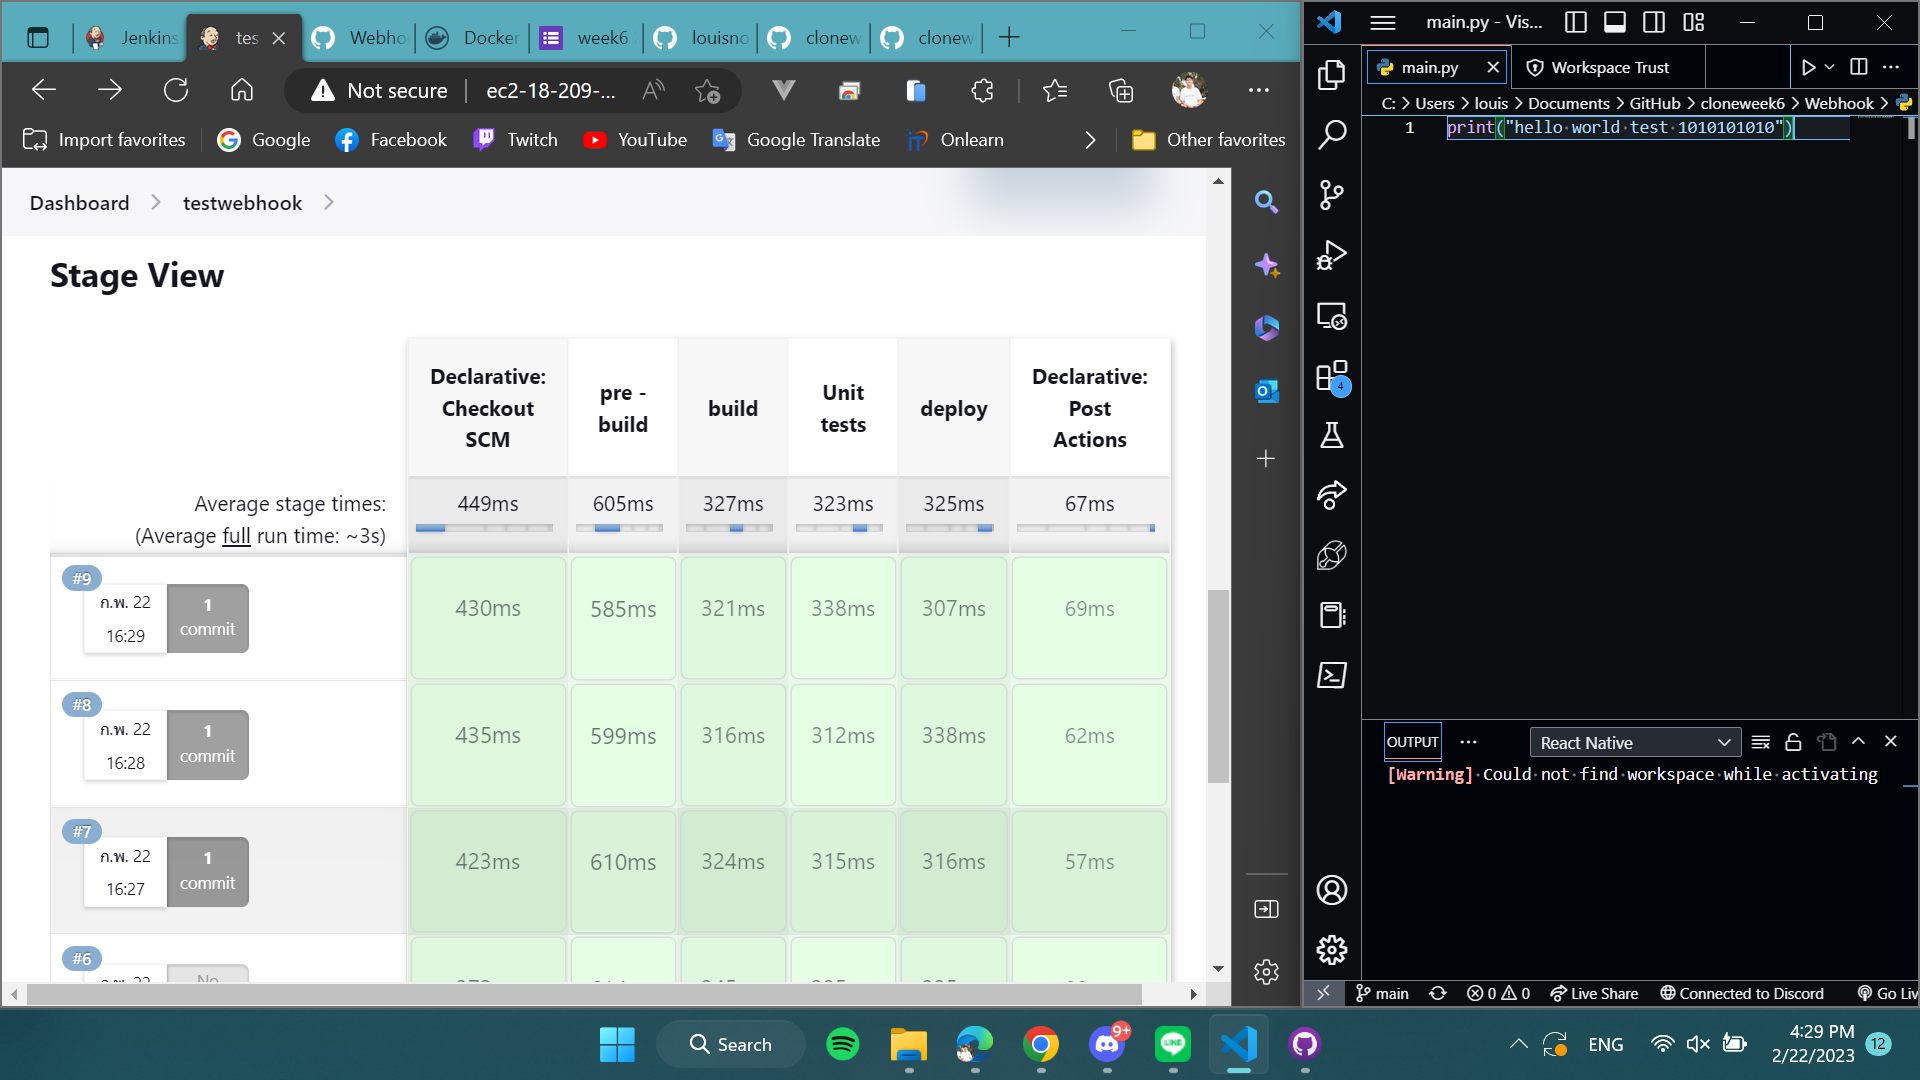 Jenkins
tes
Webho
Docker
week6
louisno
clonew
clonew
Not secure
ec2-18-209-...
Import favorites
Google
Facebook
Twitch
YouTube
Google Translate
Onlearn
Other favorites
Dashboard
testwebhook
Stage View
Declarative: Checkout SCM
pre - build
build
Unit tests
deploy
Declarative: Post Actions
Average stage times:
(Average full run time: ~3s)
449ms
605ms
327ms
323ms
325ms
67ms
#9
ก.พ. 22
16:29
1 commit
430ms
585ms
321ms
338ms
307ms
69ms
#8
ก.พ. 22
16:28
1 commit
435ms
599ms
316ms
312ms
338ms
62ms
#7
ก.พ. 22
16:27
1 commit
423ms
610ms
324ms
315ms
316ms
57ms
#6
No
main.py - Vis...
main.py
Workspace Trust
C: > Users > louis > Documents > GitHub > cloneweek6 > Webhook >
1
print("hello world test 1010101010")
4
OUTPUT
React Native
[Warning] Could not find workspace while activating
main
0
0
Live Share
Connected to Discord
Go Liv
Search
9+
LINE
ENG
4:29 PM
2/22/2023
12